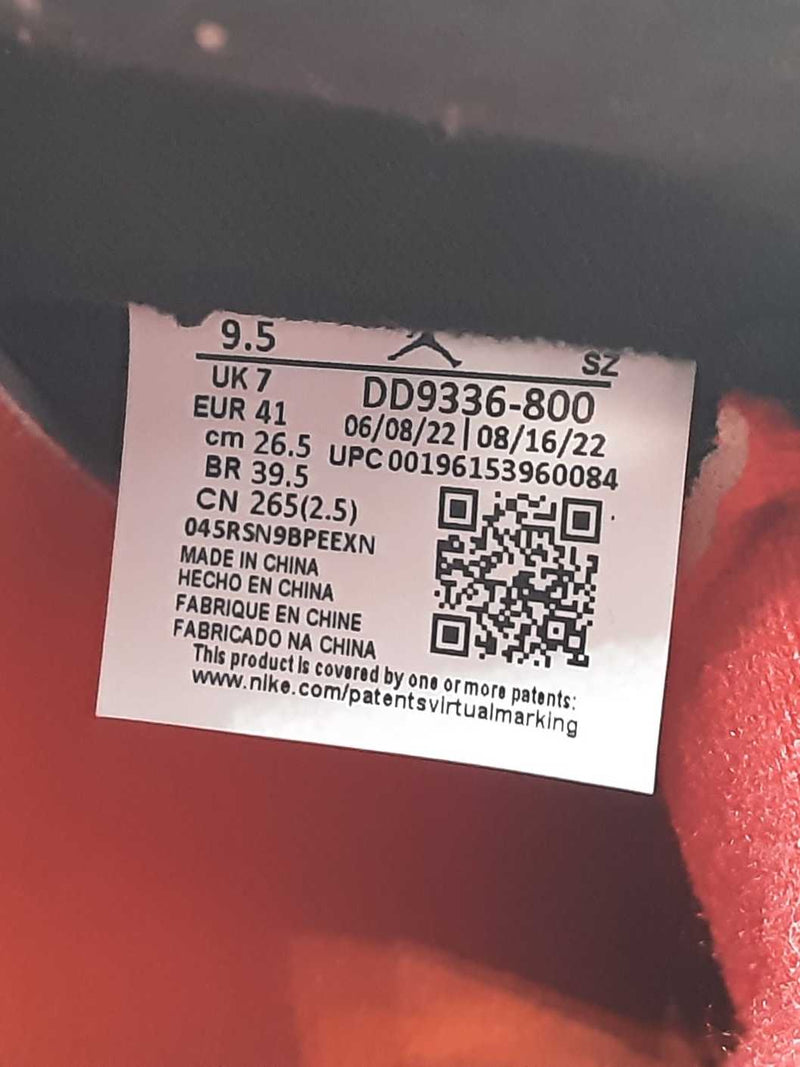 9.5
SZ
UK 7
DD9336-800
EUR 41
06/08/22 | 08/16/22
cm 26.5
UPC 00196153960084
BR 39.5
CN 265(2.5)
045RSN9BPEEXN
MADE IN CHINA
HECHO EN CHINA
FABRIQUE EN CHINE
FABRICADO NA CHINA
This product is covered by one or more patents:
www.nike.com/patentsvirtualmarking